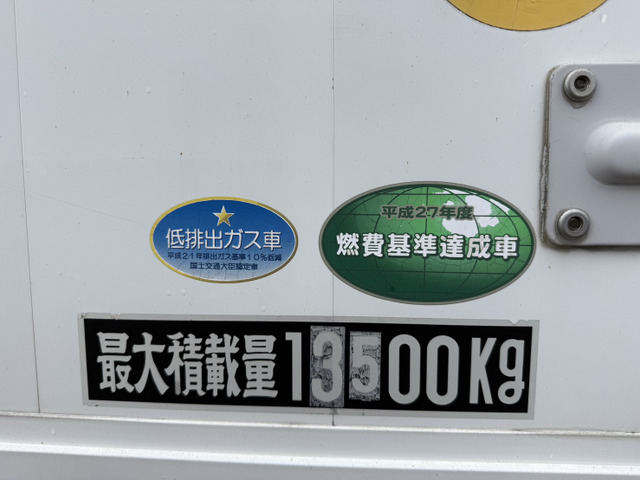 低排出ガス車
平成21年排出ガス基準10%低減
国土交通大臣認定車
平成27年度
燃費基準達成車
最大積載量13500Kg